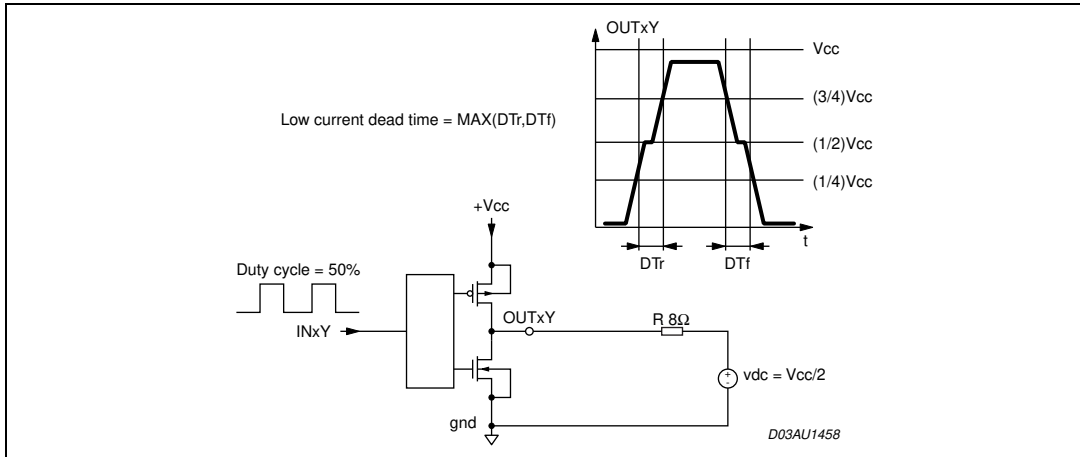 OUTxY
Vcc
(3/4)Vcc
Low current dead time = MAX(DTr,DTf)
(1/2)Vcc
(1/4)Vcc
+Vcc
t
DTr
DTf
Duty cycle = 50%
OUTxY
R 8Ω
INxY
+
-
vdc = Vcc/2
gnd
D03AU1458